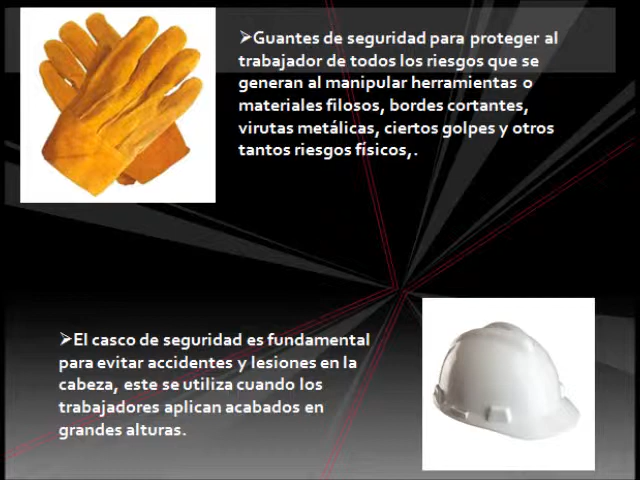 ➢Guantes de seguridad para proteger al
trabajador de todos los riesgos que se
generan al manipular herramientas o
materiales filosos, bordes cortantes,
virutas metálicas, ciertos golpes y otros
tantos riesgos físicos,.
➢El casco de seguridad es fundamental
para evitar accidentes y lesiones en la
cabeza, este se utiliza cuando los
trabajadores aplican acabados en
grandes alturas.